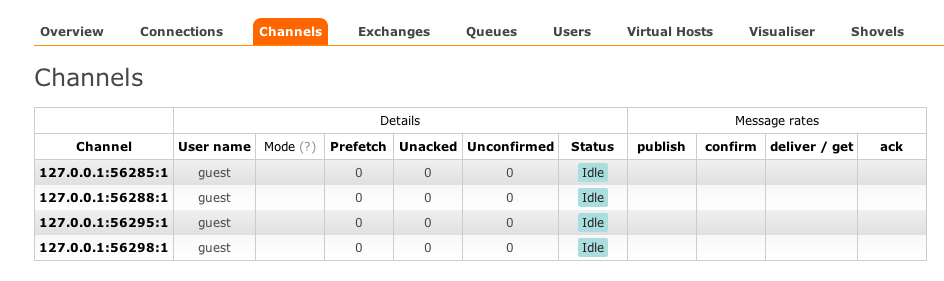 Overview Connections Channels Exchanges Queues Users Virtual Hosts Visualiser Shovels
Channels
Details Message rates
Channel User name Mode (?) Prefetch Unacked Unconfirmed Status publish confirm deliver / get ack
127.0.0.1:56285:1 guest 0 0 0 Idle
127.0.0.1:56288:1 guest 0 0 0 Idle
127.0.0.1:56295:1 guest 0 0 0 Idle
127.0.0.1:56298:1 guest 0 0 0 Idle